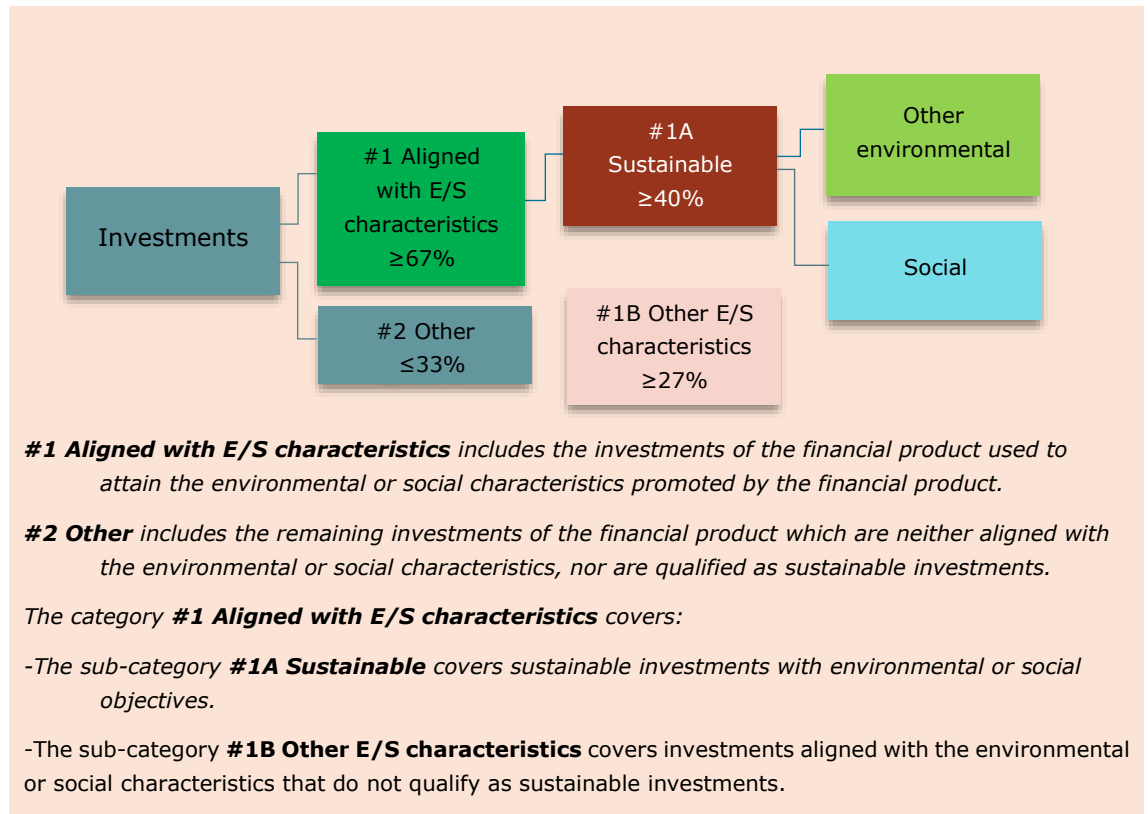 Investments
#1 Aligned
with E/S
characteristics
≥67%
#2 Other
≤33%
#1A
Sustainable
≥40%
#1B Other E/S
characteristics
≥27%
Other
environmental
Social
#1 Aligned with E/S characteristics includes the investments of the financial product used to
attain the environmental or social characteristics promoted by the financial product.
#2 Other includes the remaining investments of the financial product which are neither aligned with
the environmental or social characteristics, nor are qualified as sustainable investments.
The category #1 Aligned with E/S characteristics covers:
-The sub-category #1A Sustainable covers sustainable investments with environmental or social
objectives.
-The sub-category #1B Other E/S characteristics covers investments aligned with the environmental
or social characteristics that do not qualify as sustainable investments.